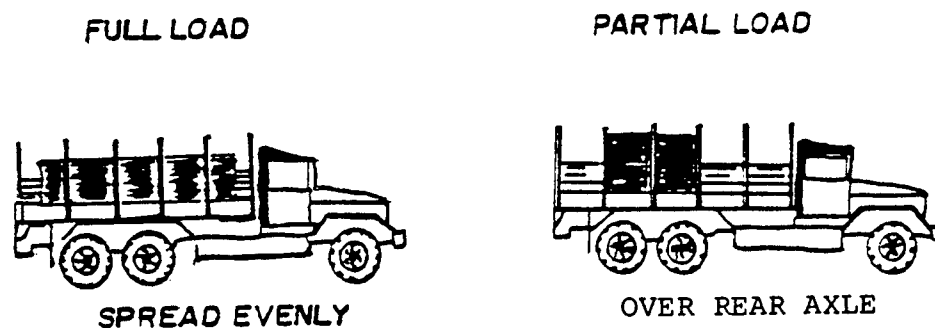 FULL LOAD
PARTIAL LOAD
SPREAD EVENLY
OVER REAR AXLE